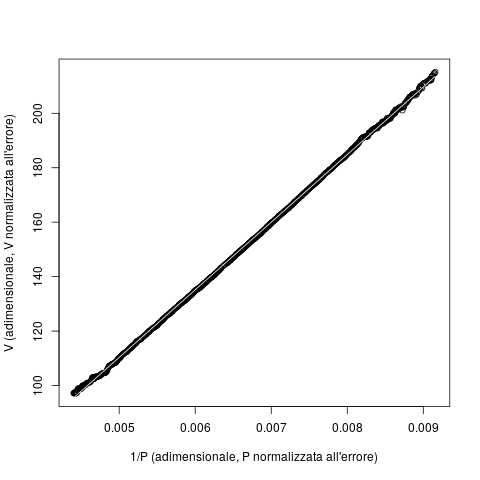 V (adimensionale, V normalizzata all'errore)
200
180
160
140
120
100
0.005 0.006 0.007 0.008 0.009
1/P (adimensionale, P normalizzata all'errore)